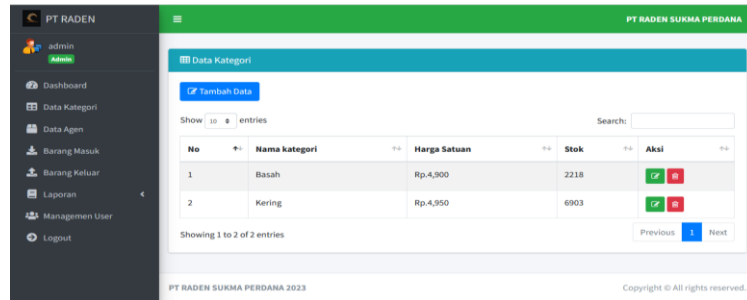 PT RADEN
PT RADEN SUKMA PERDANA
admin
Admin
Dashboard
Data Kategori
Data Agen
Barang Masuk
Barang Keluar
Laporan
Managemen User
Logout
Data Kategori
Tambah Data
Show 10 entries Search:
No Nama kategori Harga Satuan Stok Aksi
1 Basah Rp.4,900 2218
2 Kering Rp.4,950 6903
Showing 1 to 2 of 2 entries Previous 1 Next
PT RADEN SUKMA PERDANA 2023 Copyright © All rights reserved.